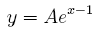 y = Ae^{x-1}